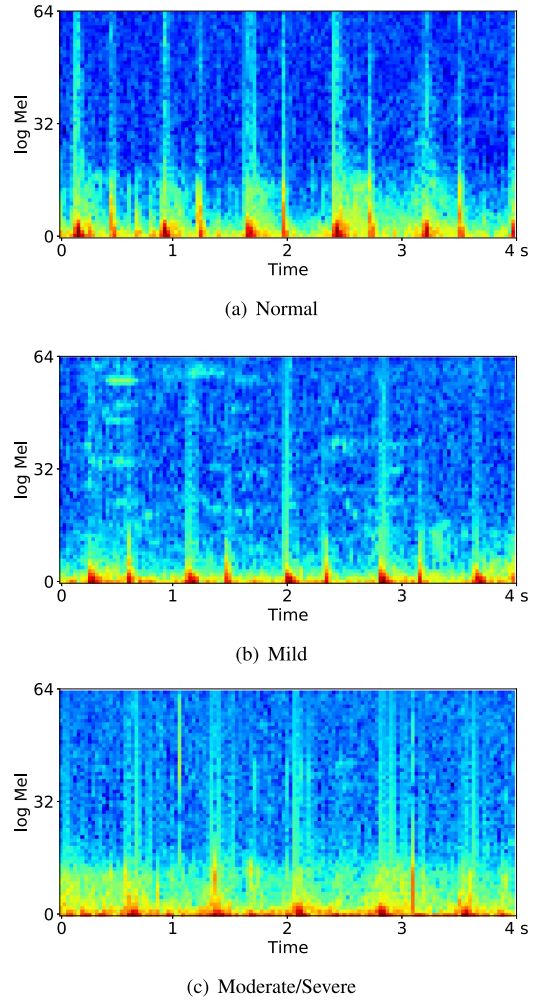 64
32
0
log Mel
0 1 2 3 4 s
Time
(a) Normal
64
32
0
log Mel
0 1 2 3 4 s
Time
(b) Mild
64
32
0
log Mel
0 1 2 3 4 s
Time
(c) Moderate/Severe